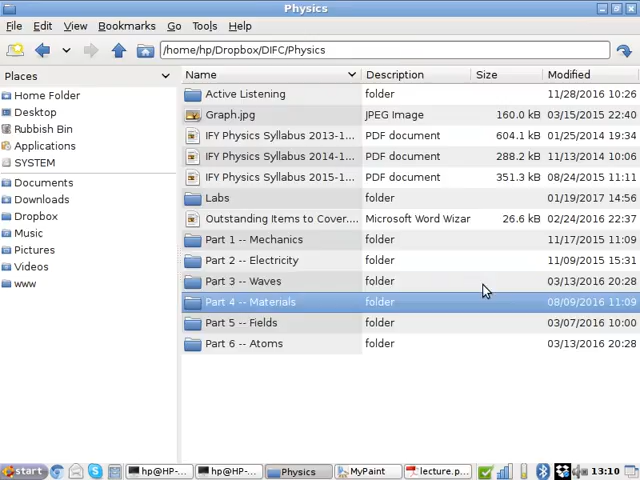 Physics
File Edit View Bookmarks Go Tools Help
/home/hp/Dropbox/DIFC/Physics
Places Name Description Size Modified
Home Folder
Desktop
Rubbish Bin
Applications
SYSTEM
Documents
Downloads
Dropbox
Music
Pictures
Videos
www
Active Listening folder 11/28/2016 10:26
Graph.jpg JPEG Image 160.0 kB 03/15/2015 22:40
IFY Physics Syllabus 2013-1... PDF document 604.1 kB 01/25/2014 19:34
IFY Physics Syllabus 2014-1... PDF document 288.2 kB 11/13/2014 10:06
IFY Physics Syllabus 2015-1... PDF document 351.3 kB 08/24/2015 11:11
Labs folder 01/19/2017 14:56
Outstanding Items to Cover.... Microsoft Word Wizar 26.6 kB 02/24/2016 22:37
Part 1 -- Mechanics folder 11/17/2015 11:09
Part 2 -- Electricity folder 11/09/2015 15:31
Part 3 -- Waves folder 03/13/2016 20:28
Part 4 -- Materials folder 08/09/2016 11:09
Part 5 -- Fields folder 03/07/2016 10:00
Part 6 -- Atoms folder 03/13/2016 20:28
start hp@HP-... hp@HP-... Physics MyPaint lecture.p... 13:10